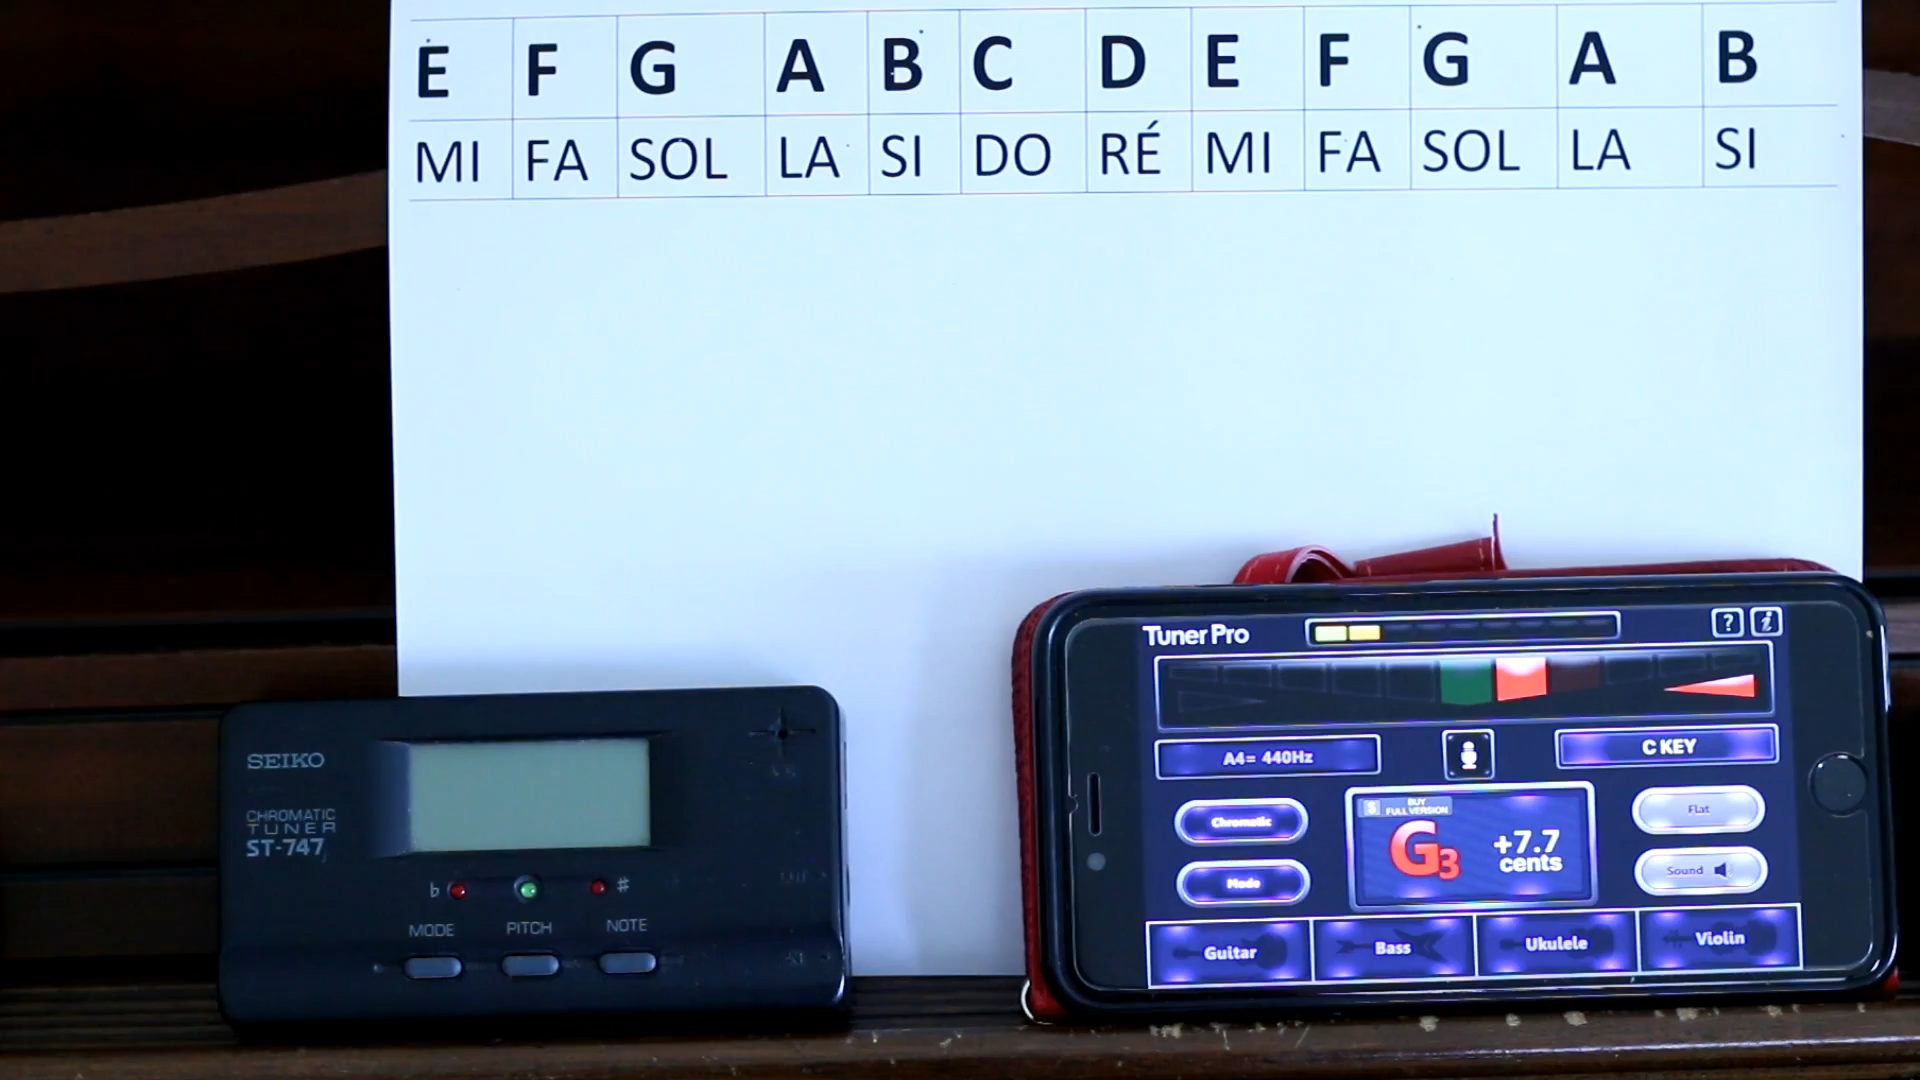 E F G A B C D E F G A B
MI FA SOL LA SI DO RÉ MI FA SOL LA SI
SEIKO
CHROMATIC
TUNER
ST-747
b #
MODE PITCH NOTE
Tuner Pro ? i
A4= 440Hz C KEY
Chromatic
Mode
$ BUY
FULL VERSION
G3 +7.7
cents
Flat
Sound
Guitar Bass Ukulele Violin